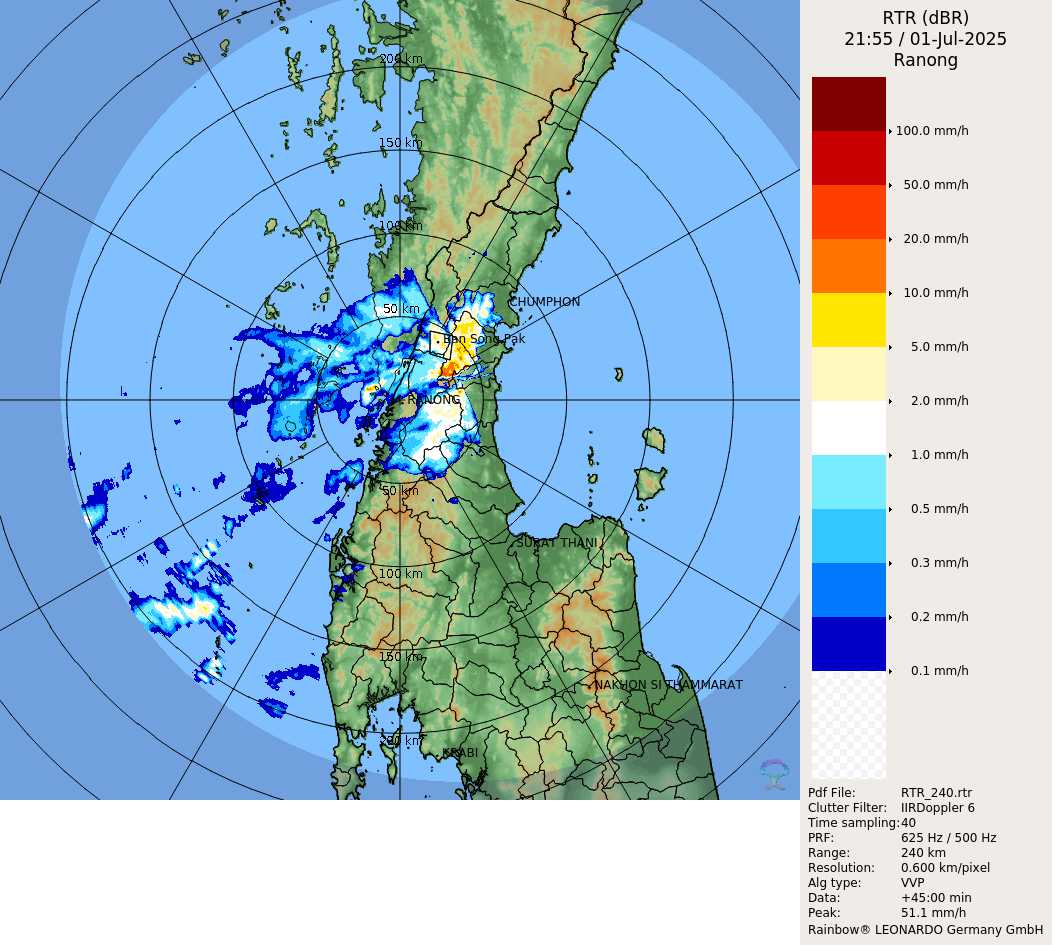 RTR (dBR)
21:55 / 01-Jul-2025
Ranong
200 km
150 km
100 km
50 km
CHUMPHON
Ban Song Pak
RANONG
50 km
SURAT THANI
100 km
150 km
NAKHON SI THAMMARAT
200 km
KRABI
100.0 mm/h
50.0 mm/h
20.0 mm/h
10.0 mm/h
5.0 mm/h
2.0 mm/h
1.0 mm/h
0.5 mm/h
0.3 mm/h
0.2 mm/h
0.1 mm/h
Pdf File: RTR_240.rtr
Clutter Filter: IIRDoppler 6
Time sampling: 40
PRF: 625 Hz / 500 Hz
Range: 240 km
Resolution: 0.600 km/pixel
Alg type: VVP
Data: +45:00 min
Peak: 51.1 mm/h
Rainbow® LEONARDO Germany GmbH